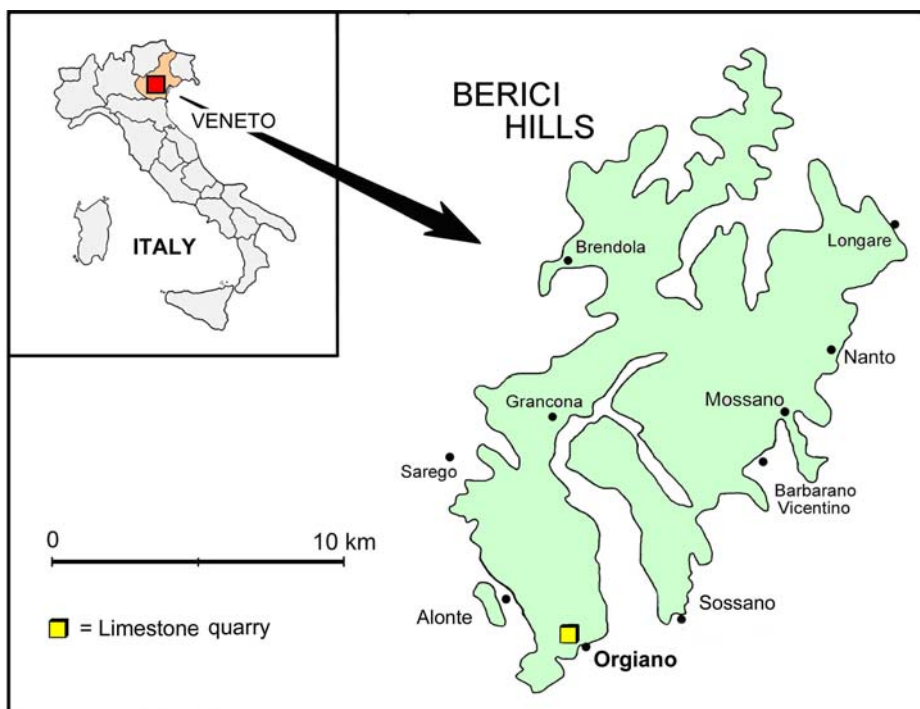 VENETO
ITALY
BERICI
HILLS
Brendola
Longare
Nanto
Grancona
Mossano
Sarego
Barbarano
Vicentino
0 10 km
Alonte
Sossano
= Limestone quarry
Orgiano